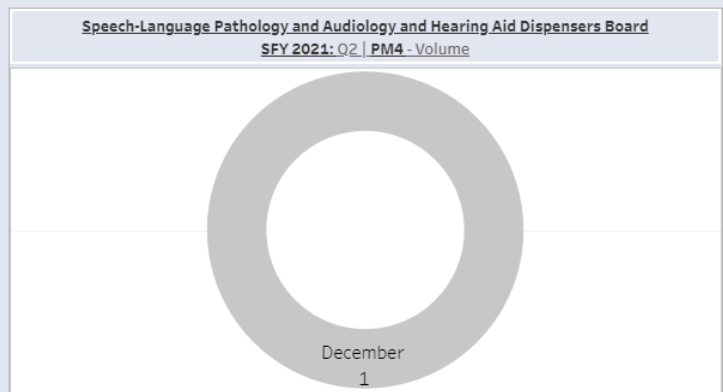 Speech-Language Pathology and Audiology and Hearing Aid Dispensers Board
SFY 2021: Q2 | PM4 - Volume
December
1